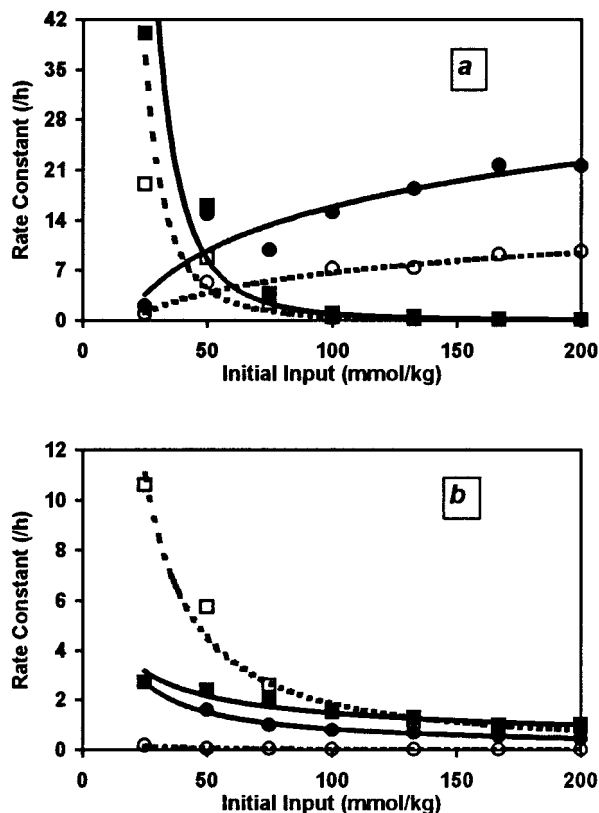 42
35
28
21
14
7
0
Rate Constant (/h)
a
0 50 100 150 200
Initial Input (mmol/kg)
12
10
8
6
4
2
0
Rate Constant (/h)
b
0 50 100 150 200
Initial Input (mmol/kg)